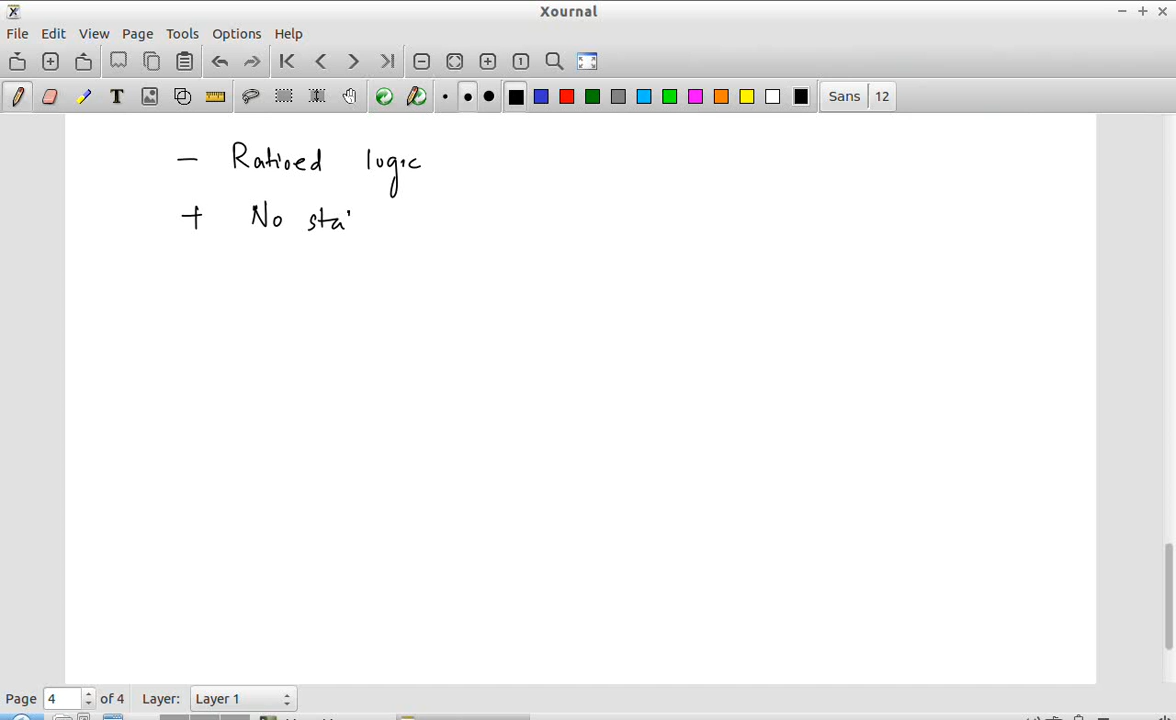 Xournal
File Edit View Page Tools Options Help
Sans 12
- Ratioed logic
+ No sta
Page 4 of 4 Layer: Layer 1